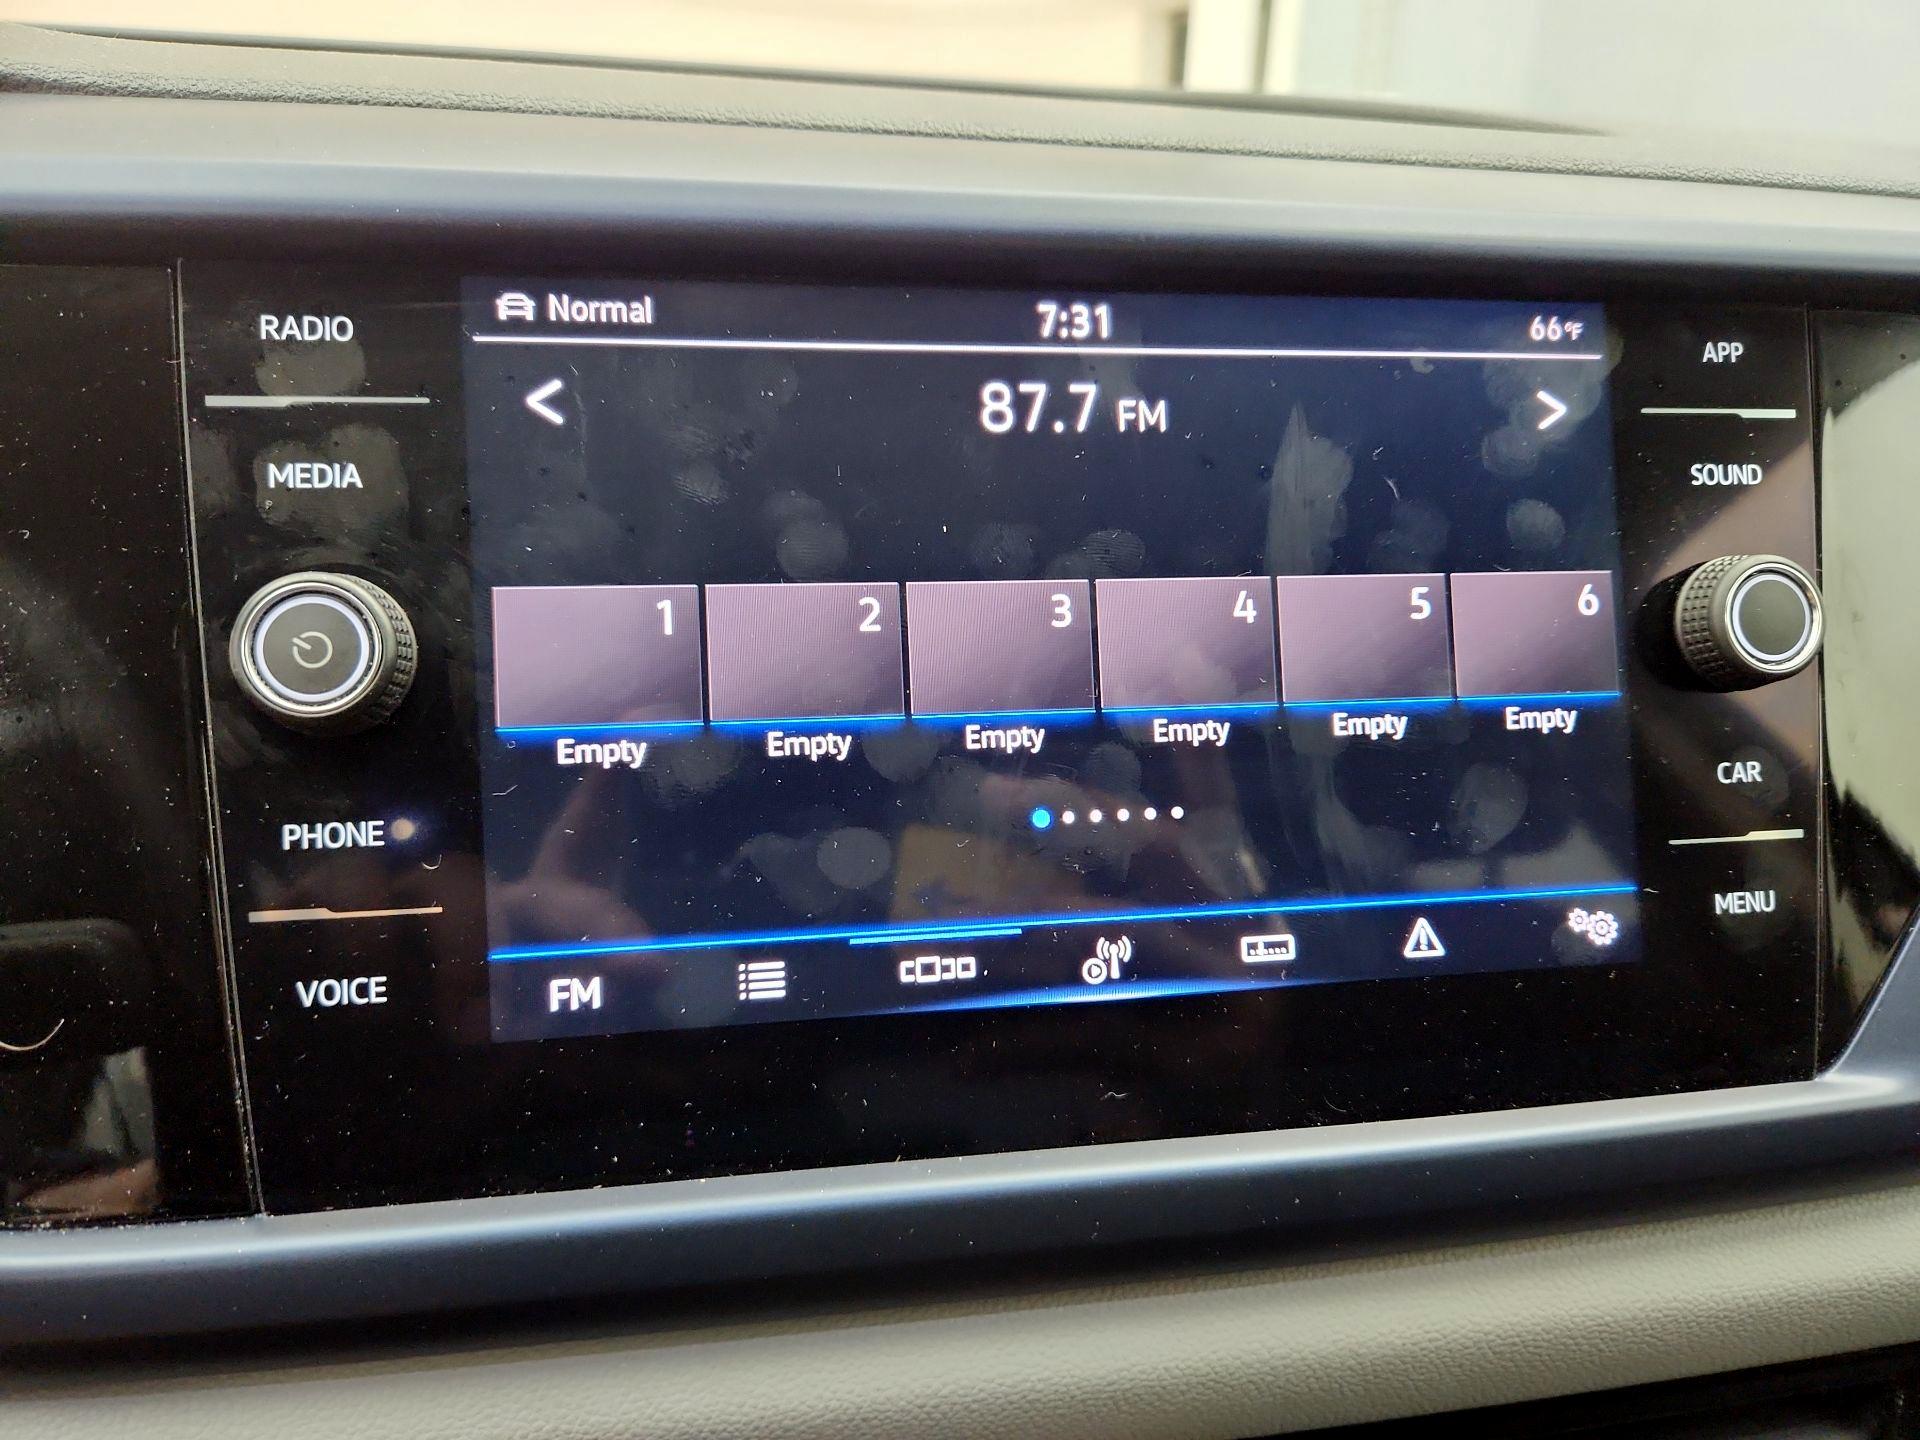 RADIO
MEDIA
PHONE
VOICE
Normal
7:31
66°F
87.7 FM
1
2
3
4
5
6
Empty
Empty
Empty
Empty
Empty
Empty
FM
APP
SOUND
CAR
MENU